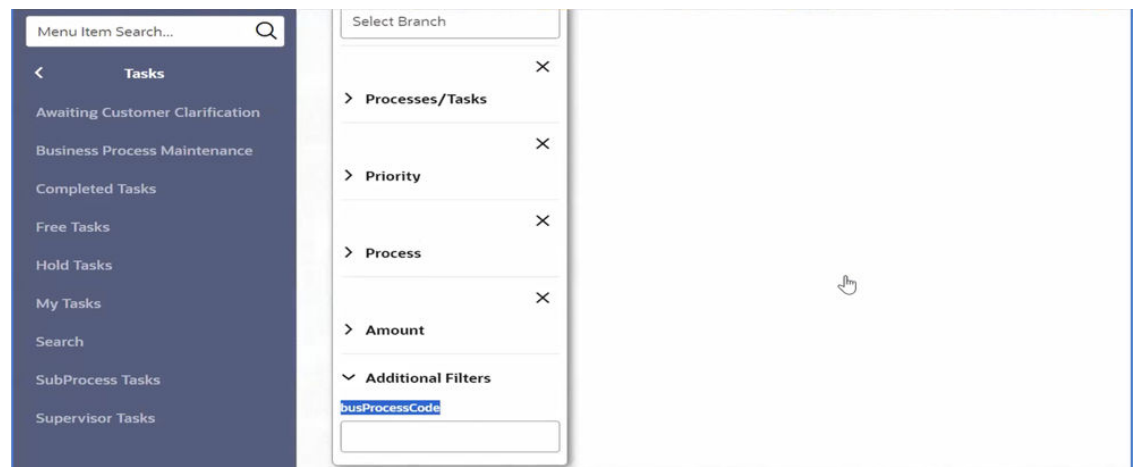 Menu Item Search...
Tasks
Awaiting Customer Clarification
Business Process Maintenance
Completed Tasks
Free Tasks
Hold Tasks
My Tasks
Search
SubProcess Tasks
Supervisor Tasks
Select Branch
Processes/Tasks
Priority
Process
Amount
Additional Filters
busProcessCode